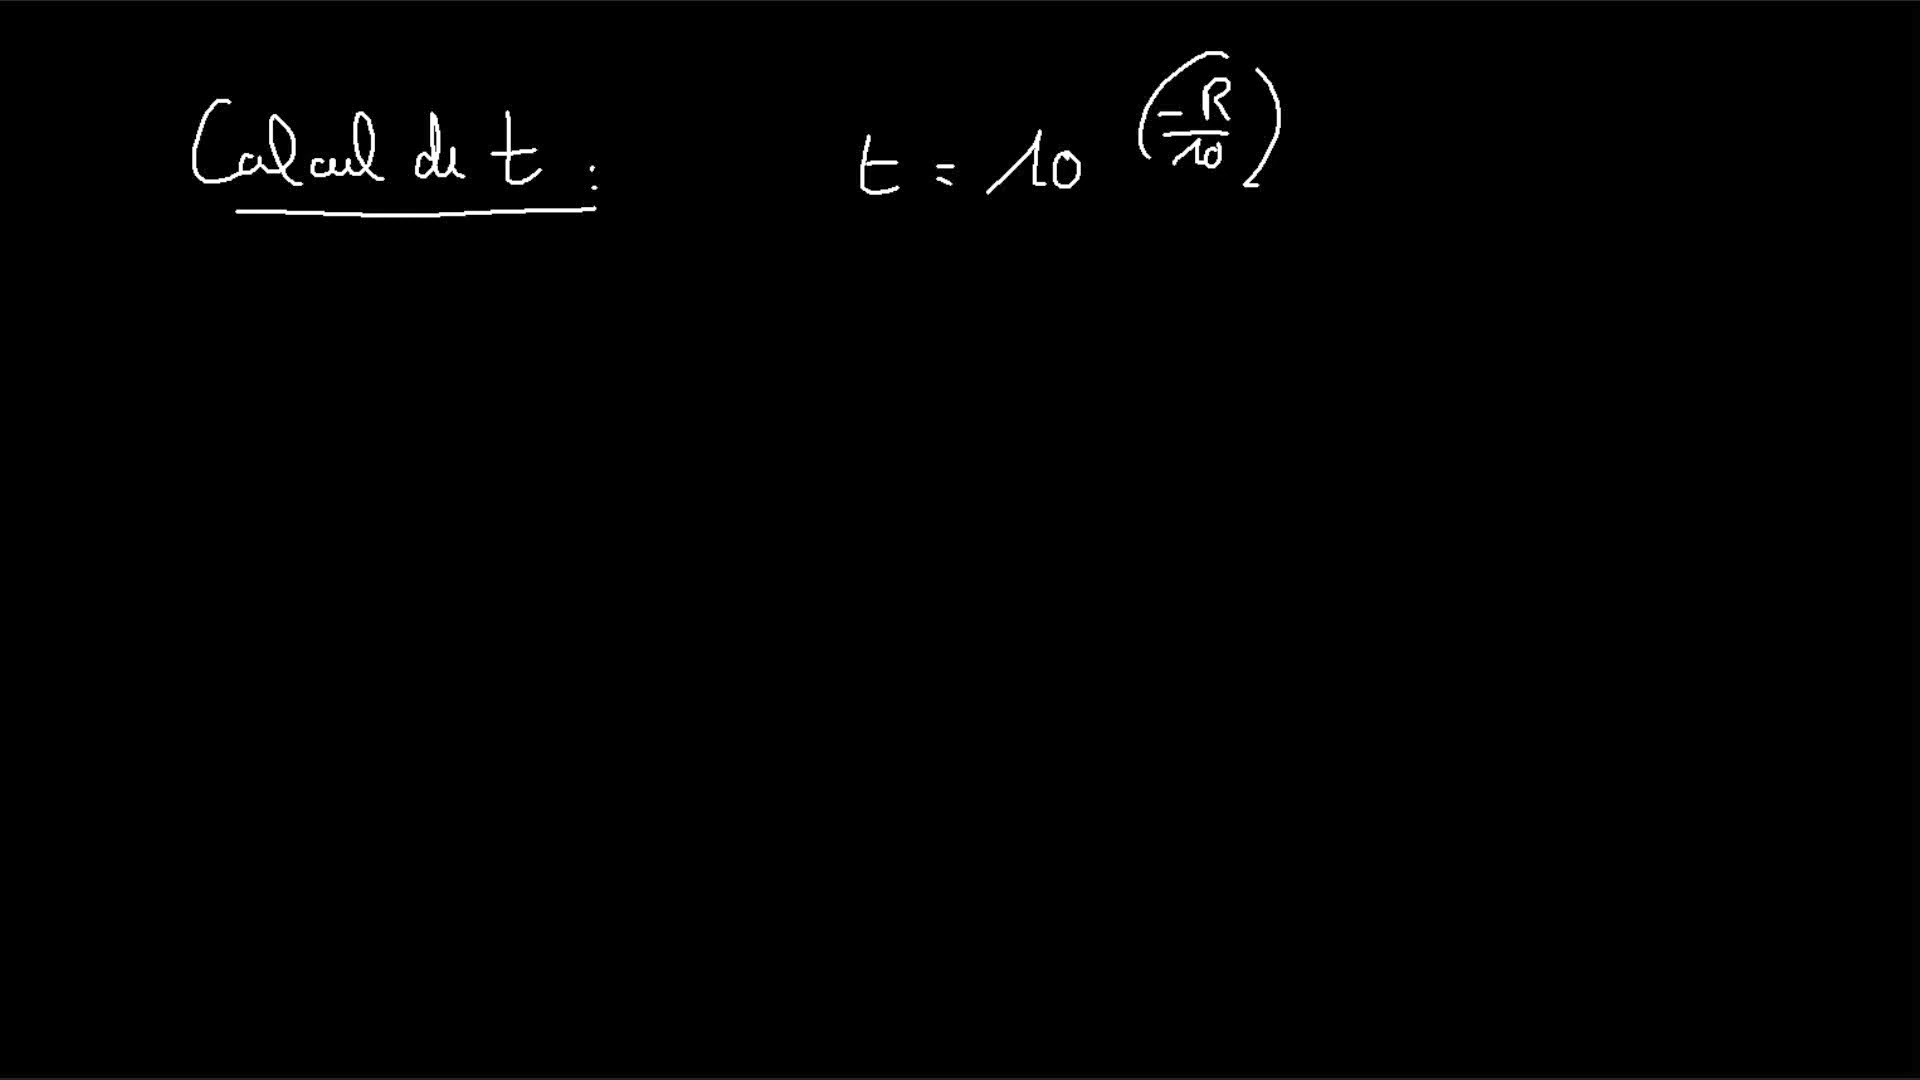 Calcul de t : t = 10^(-R/10)